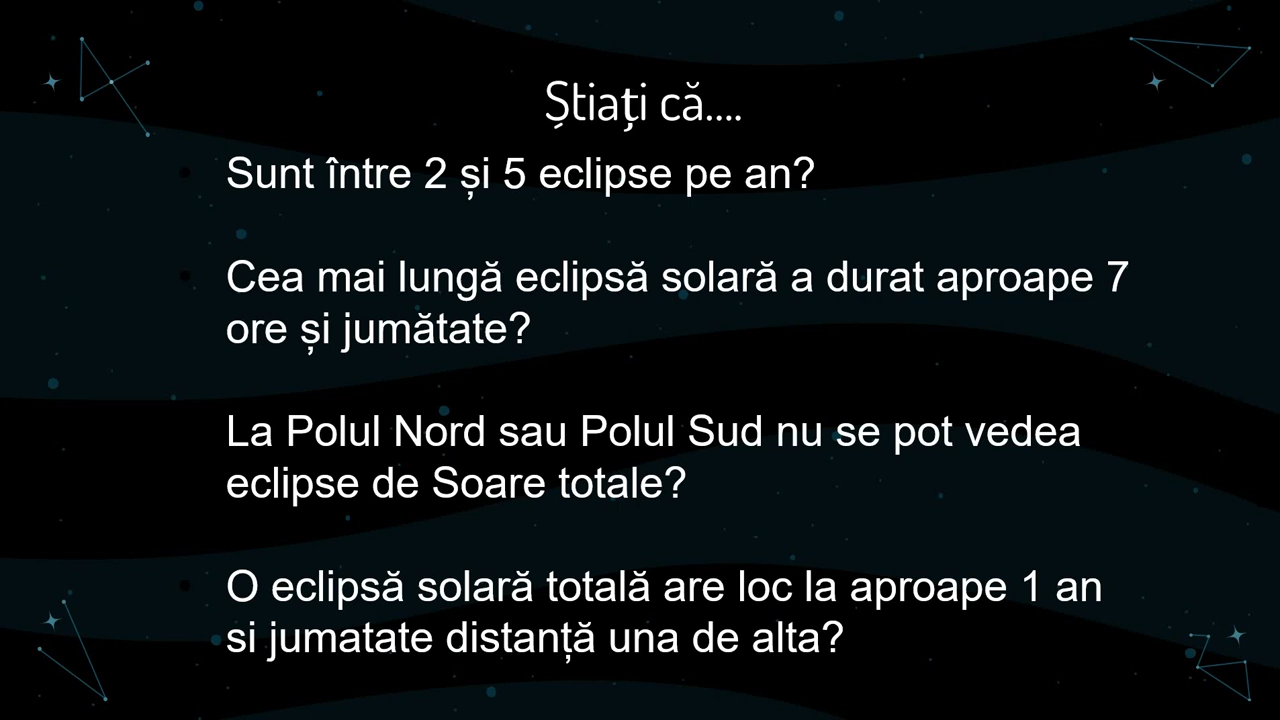 Știați că....
Sunt între 2 și 5 eclipse pe an?
Cea mai lungă eclipsă solară a durat aproape 7
ore și jumătate?
La Polul Nord sau Polul Sud nu se pot vedea
eclipse de Soare totale?
O eclipsă solară totală are loc la aproape 1 an
si jumatate distanță una de alta?